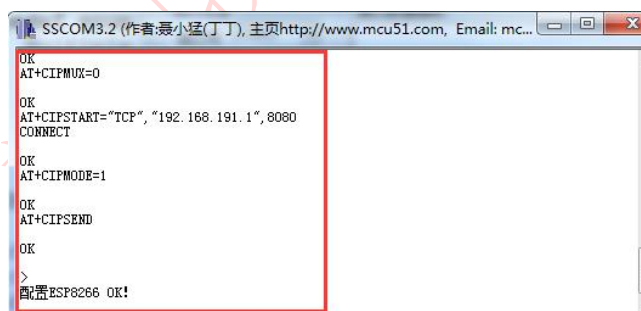 SSCOM3.2 (作者:聂小猛(丁丁), 主页http://www.mcu51.com, Email: mc...
OK
AT+CIPMUX=0
OK
AT+CIPSTART="TCP","192.168.191.1",8080
CONNECT
OK
AT+CIPMODE=1
OK
AT+CIPSEND
OK
>
配置ESP8266 OK!